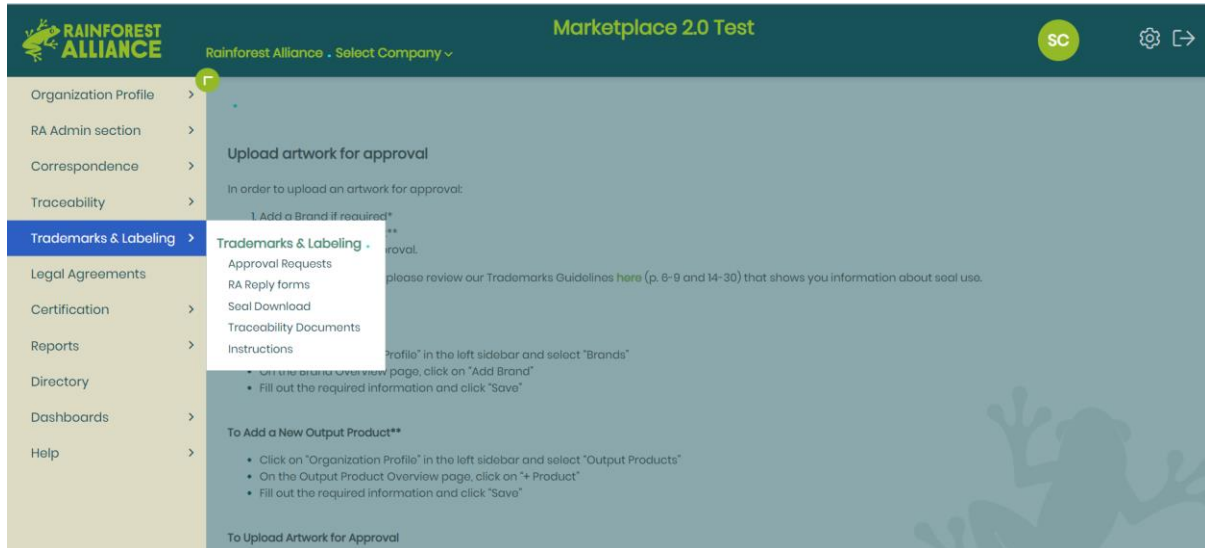 RAINFOREST
ALLIANCE
Marketplace 2.0 Test
Rainforest Alliance . Select Company
SC
Organization Profile
RA Admin section
Correspondence
Traceability
Trademarks & Labeling
Legal Agreements
Certification
Reports
Directory
Dashboards
Help
Trademarks & Labeling .
Approval Requests
RA Reply forms
Seal Download
Traceability Documents
Instructions
Upload artwork for approval
In order to upload an artwork for approval:
1. Add a Brand if required*
**
please review our Trademarks Guidelines here (p. 6-9 and 14-30) that shows you information about seal use.
Profile" in the left sidebar and select "Brands"
• On the Brand Overview page, click on "Add Brand"
• Fill out the required information and click "Save"
To Add a New Output Product**
• Click on "Organization Profile" in the left sidebar and select "Output Products"
• On the Output Product Overview page, click on "+ Product"
• Fill out the required information and click "Save"
To Upload Artwork for Approval